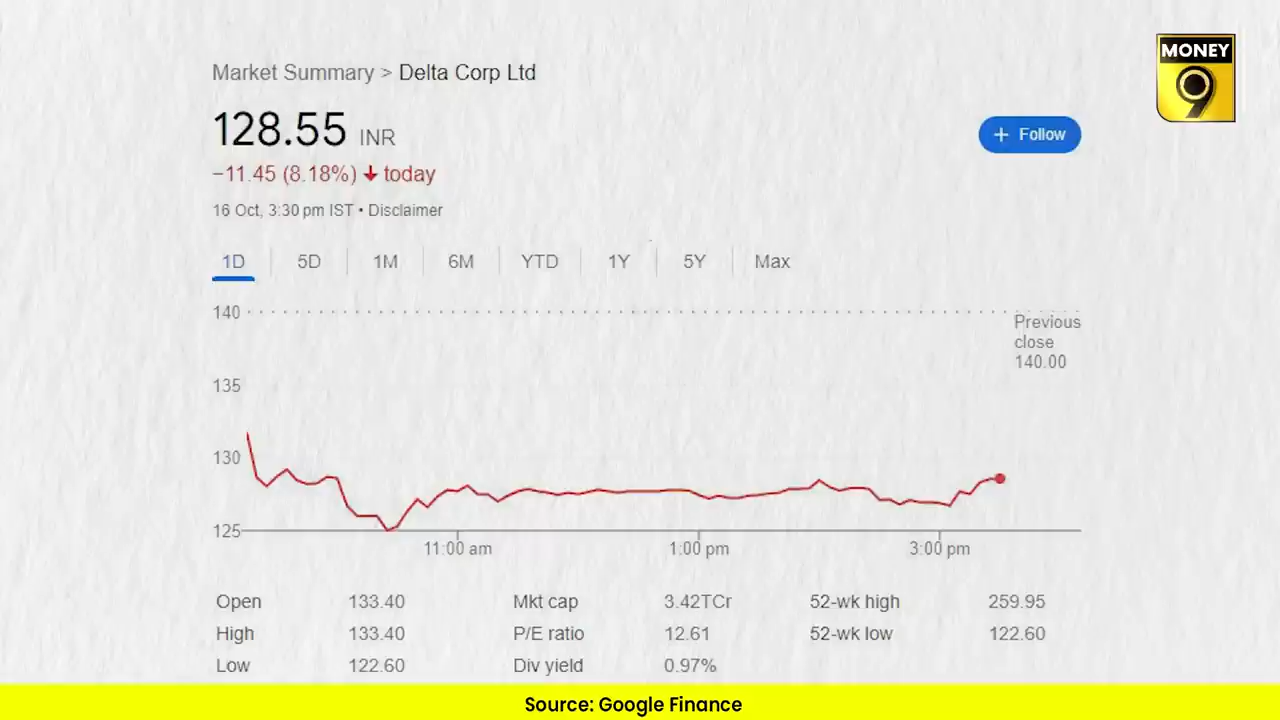 MONEY
9
Market Summary > Delta Corp Ltd
128.55 INR
+ Follow
−11.45 (8.18%) ↓ today
16 Oct, 3:30 pm IST • Disclaimer
1D 5D 1M 6M YTD 1Y 5Y Max
140
Previous
close
140.00
135
130
125
11:00 am 1:00 pm 3:00 pm
Open 133.40 Mkt cap 3.42TCr 52-wk high 259.95
High 133.40 P/E ratio 12.61 52-wk low 122.60
Low 122.60 Div yield 0.97%
Source: Google Finance